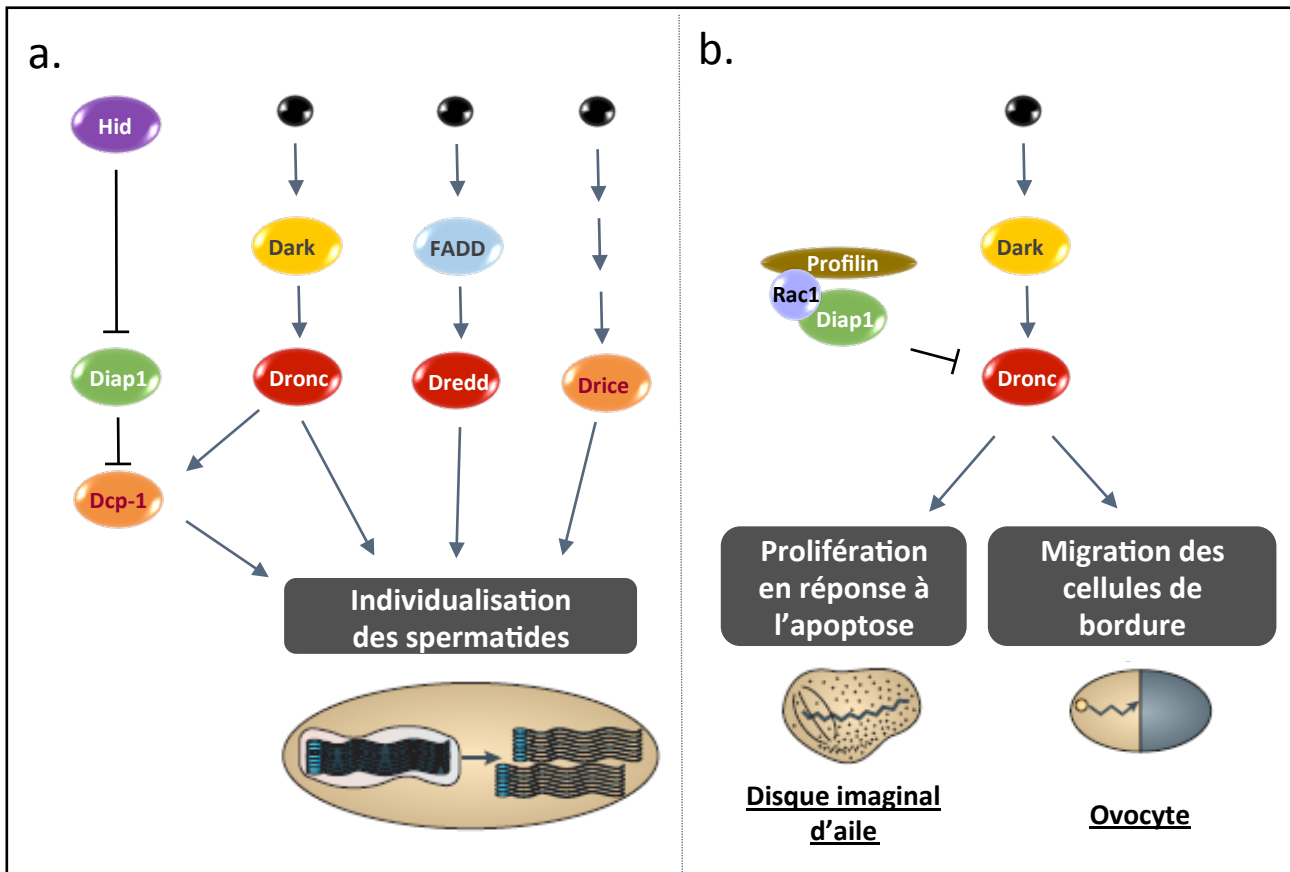 a.
Hid
Dark
FADD
Diap1
Dronc
Dredd
Drice
Dcp-1
Individualisation
des spermatides
b.
Dark
Profilin
Rac1
Diap1
Dronc
Prolifération
en réponse à
l'apoptose
Migration des
cellules de
bordure
Disque imaginal
d'aile
Ovocyte